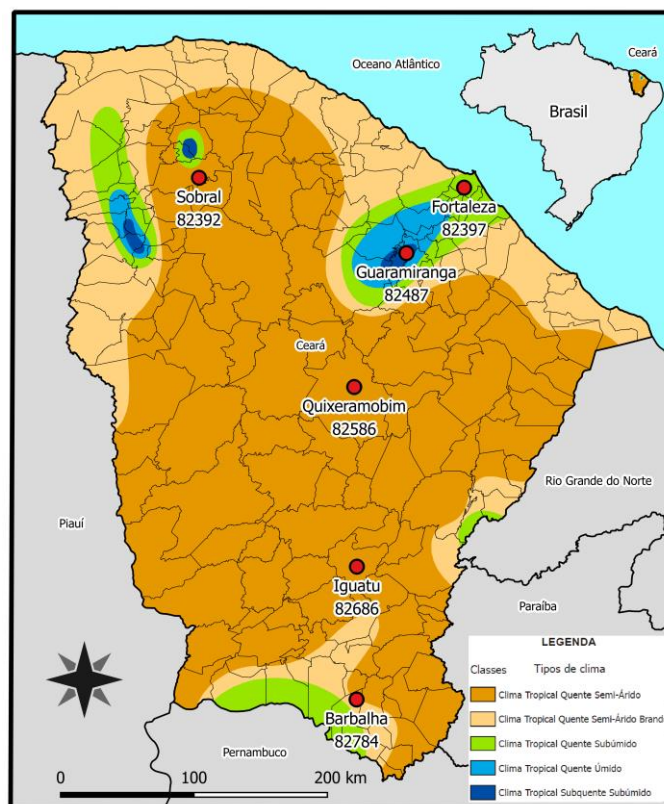 Oceano Atlântico
Ceará
Brasil
Sobral
82392
Fortaleza
82397
Guaramiranga
82487
Ceará
Quixeramobim
82586
Rio Grande do Norte
Piauí
Iguatu
82686
Paraíba
Barbalha
82784
Pernambuco
0 100 200 km
LEGENDA
Classes Tipos de clima
Clima Tropical Quente Semi-Árido
Clima Tropical Quente Semi-Árido Brando
Clima Tropical Quente Subúmido
Clima Tropical Quente Úmido
Clima Tropical Subquente Subúmido